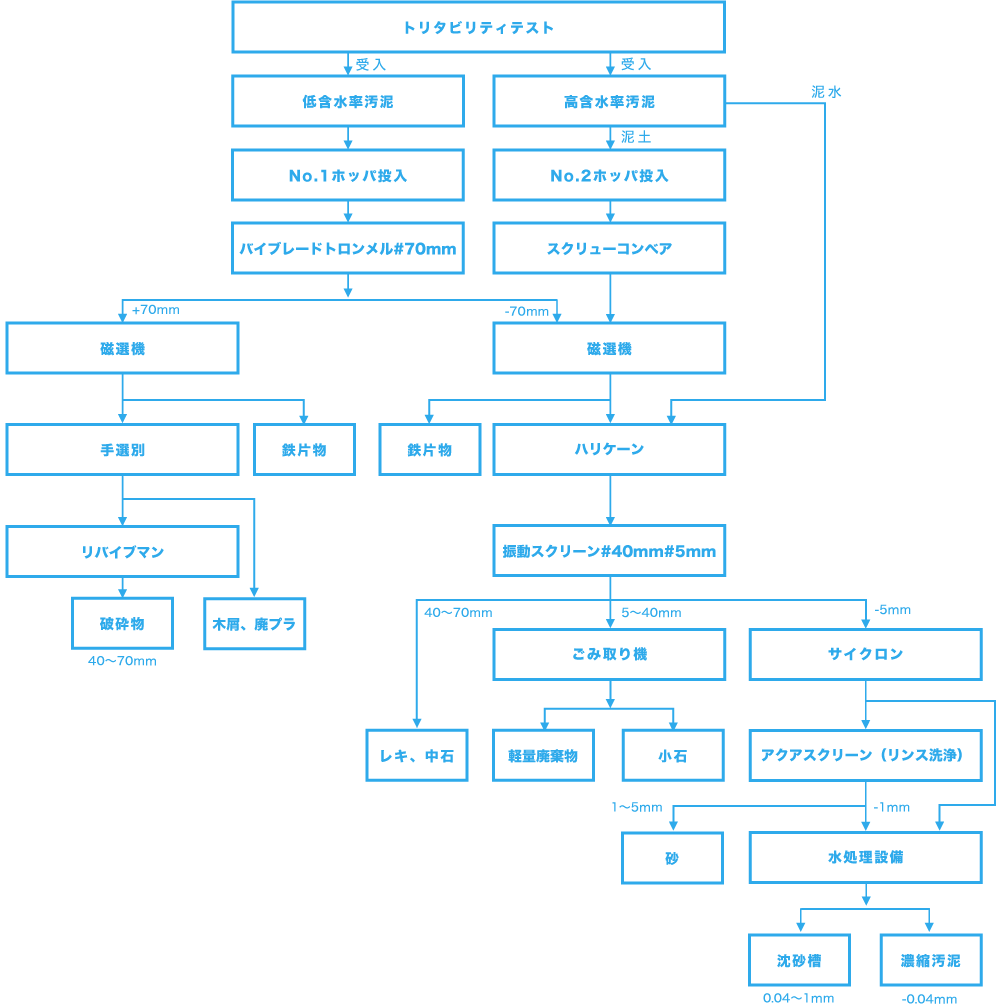 トリタビリティテスト
受入
受入
低含水率汚泥
高含水率汚泥
泥水
泥土
No.1ホッパ投入
No.2ホッパ投入
バイブレードトロンメル#70mm
スクリューコンベア
+70mm
-70mm
磁選機
磁選機
手選別
鉄片物
鉄片物
ハリケーン
リバイブマン
振動スクリーン#40mm#5mm
破砕物
木屑、廃プラ
40〜70mm
40〜70mm
5〜40mm
-5mm
ごみ取り機
サイクロン
レキ、中石
軽量廃棄物
小石
アクアスクリーン（リンス洗浄）
1〜5mm
-1mm
砂
水処理設備
沈砂槽
濃縮汚泥
0.04〜1mm
-0.04mm